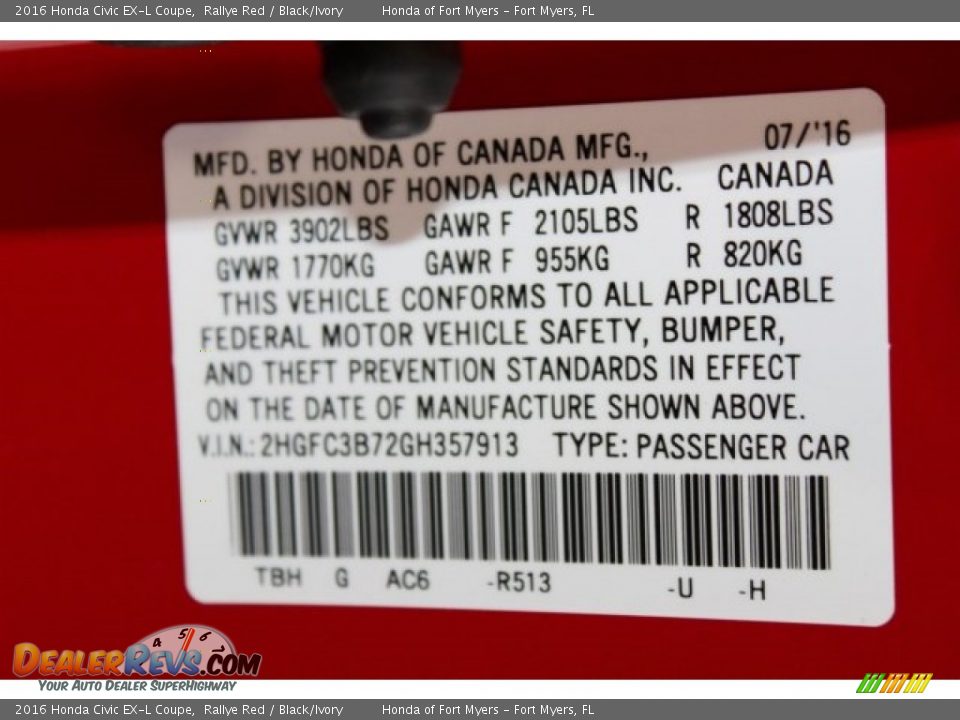 2016 Honda Civic EX-L Coupe, Rallye Red / Black/Ivory Honda of Fort Myers - Fort Myers, FL
07/'16
MFD. BY HONDA OF CANADA MFG.,
A DIVISION OF HONDA CANADA INC. CANADA
GVWR 3902LBS GAWR F 2105LBS R 1808LBS
GVWR 1770KG GAWR F 955KG R 820KG
THIS VEHICLE CONFORMS TO ALL APPLICABLE
FEDERAL MOTOR VEHICLE SAFETY, BUMPER,
AND THEFT PREVENTION STANDARDS IN EFFECT
ON THE DATE OF MANUFACTURE SHOWN ABOVE.
V.I.N.: 2HGFC3B72GH357913 TYPE: PASSENGER CAR
TBH G AC6 -R513 -U -H
4 5 6
DEALERREVS.COM
YOUR AUTO DEALER SUPERHIGHWAY
2016 Honda Civic EX-L Coupe, Rallye Red / Black/Ivory Honda of Fort Myers - Fort Myers, FL